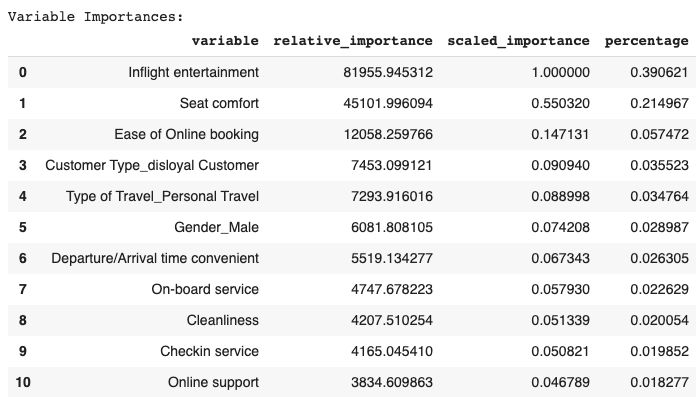 Variable Importances:
variable relative_importance scaled_importance percentage
0 Inflight entertainment 81955.945312 1.000000 0.390621
1 Seat comfort 45101.996094 0.550320 0.214967
2 Ease of Online booking 12058.259766 0.147131 0.057472
3 Customer Type_disloyal Customer 7453.099121 0.090940 0.035523
4 Type of Travel_Personal Travel 7293.916016 0.088998 0.034764
5 Gender_Male 6081.808105 0.074208 0.028987
6 Departure/Arrival time convenient 5519.134277 0.067343 0.026305
7 On-board service 4747.678223 0.057930 0.022629
8 Cleanliness 4207.510254 0.051339 0.020054
9 Checkin service 4165.045410 0.050821 0.019852
10 Online support 3834.609863 0.046789 0.018277